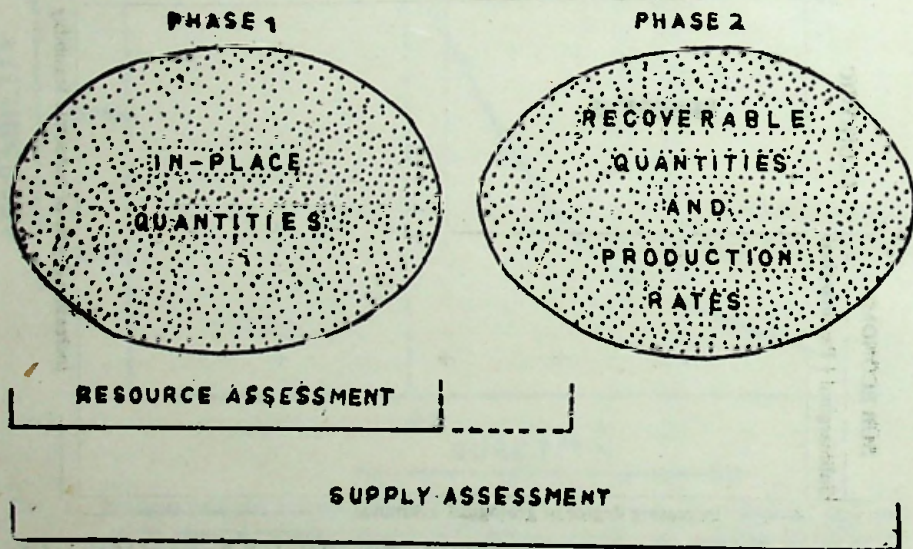 PHASE 1
PHASE 2
IN-PLACE
QUANTITIES
RECOVERABLE
QUANTITIES
AND
PRODUCTION
RATES
RESOURCE ASSESSMENT
SUPPLY ASSESSMENT